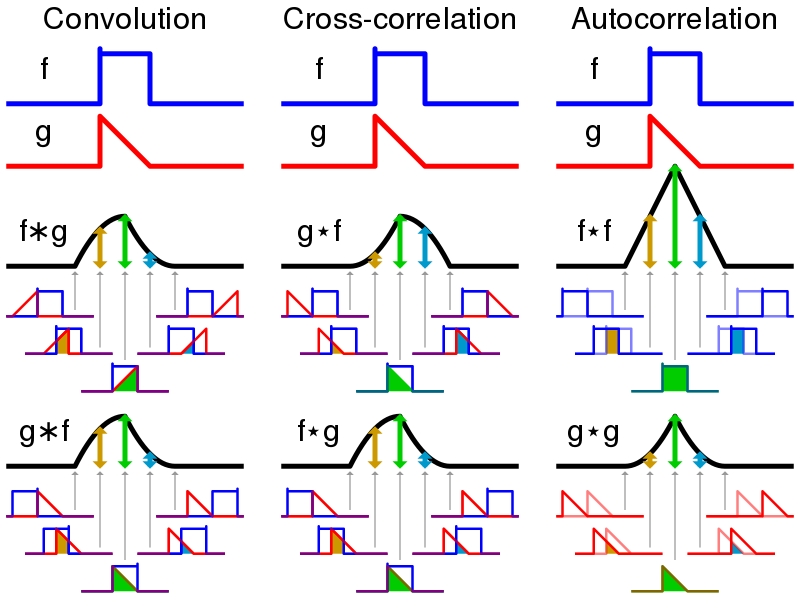 Convolution Cross-correlation Autocorrelation
f f f
g g g
f∗g g⋆f f⋆f
g∗f f⋆g g⋆g